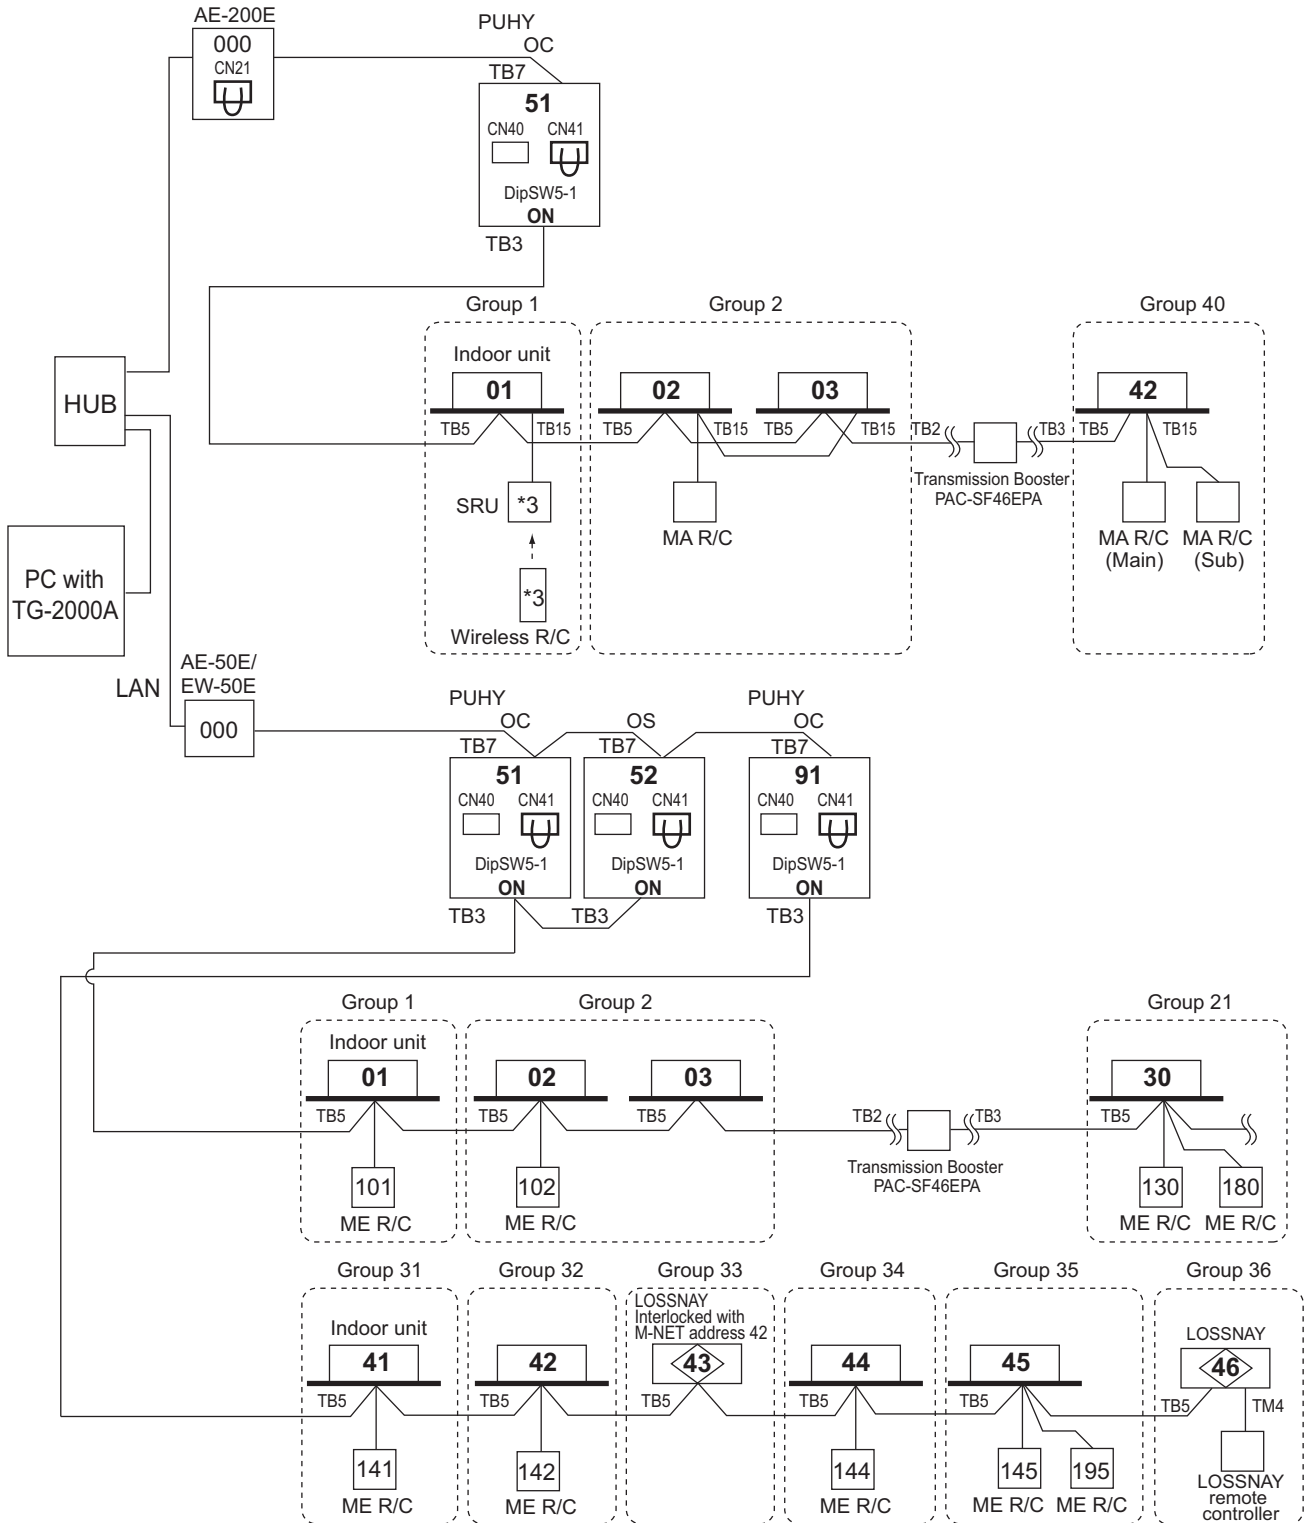 AE-200E
000
CN21
PUHY
OC
TB7
51
CN40 CN41
DipSW5-1
ON
TB3
HUB
PC with
TG-2000A
LAN
Group 1
Indoor unit
01
TB5 TB15
SRU *3
*3
Wireless R/C
Group 2
02 03
TB5 TB15 TB5 TB15
MA R/C
TB2 TB3
Transmission Booster
PAC-SF46EPA
Group 40
42
TB5 TB15
MA R/C MA R/C
(Main) (Sub)
AE-50E/
EW-50E
000
PUHY PUHY
OC OS OC
TB7 TB7 TB7
51 52 91
CN40 CN41 CN40 CN41 CN40 CN41
DipSW5-1 DipSW5-1 DipSW5-1
ON ON ON
TB3 TB3 TB3
Group 1
Indoor unit
01
TB5
101
ME R/C
Group 2
02 03
TB5 TB5
102
ME R/C
TB2 TB3
Transmission Booster
PAC-SF46EPA
Group 21
30
TB5
130 180
ME R/C ME R/C
Group 31
Indoor unit
41
TB5
141
ME R/C
Group 32
42
TB5
142
ME R/C
Group 33
LOSSNAY
Interlocked with
M-NET address 42
43
TB5
Group 34
44
TB5
144
ME R/C
Group 35
45
TB5
145 195
ME R/C ME R/C
Group 36
LOSSNAY
46
TB5 TM4
LOSSNAY
remote
controller